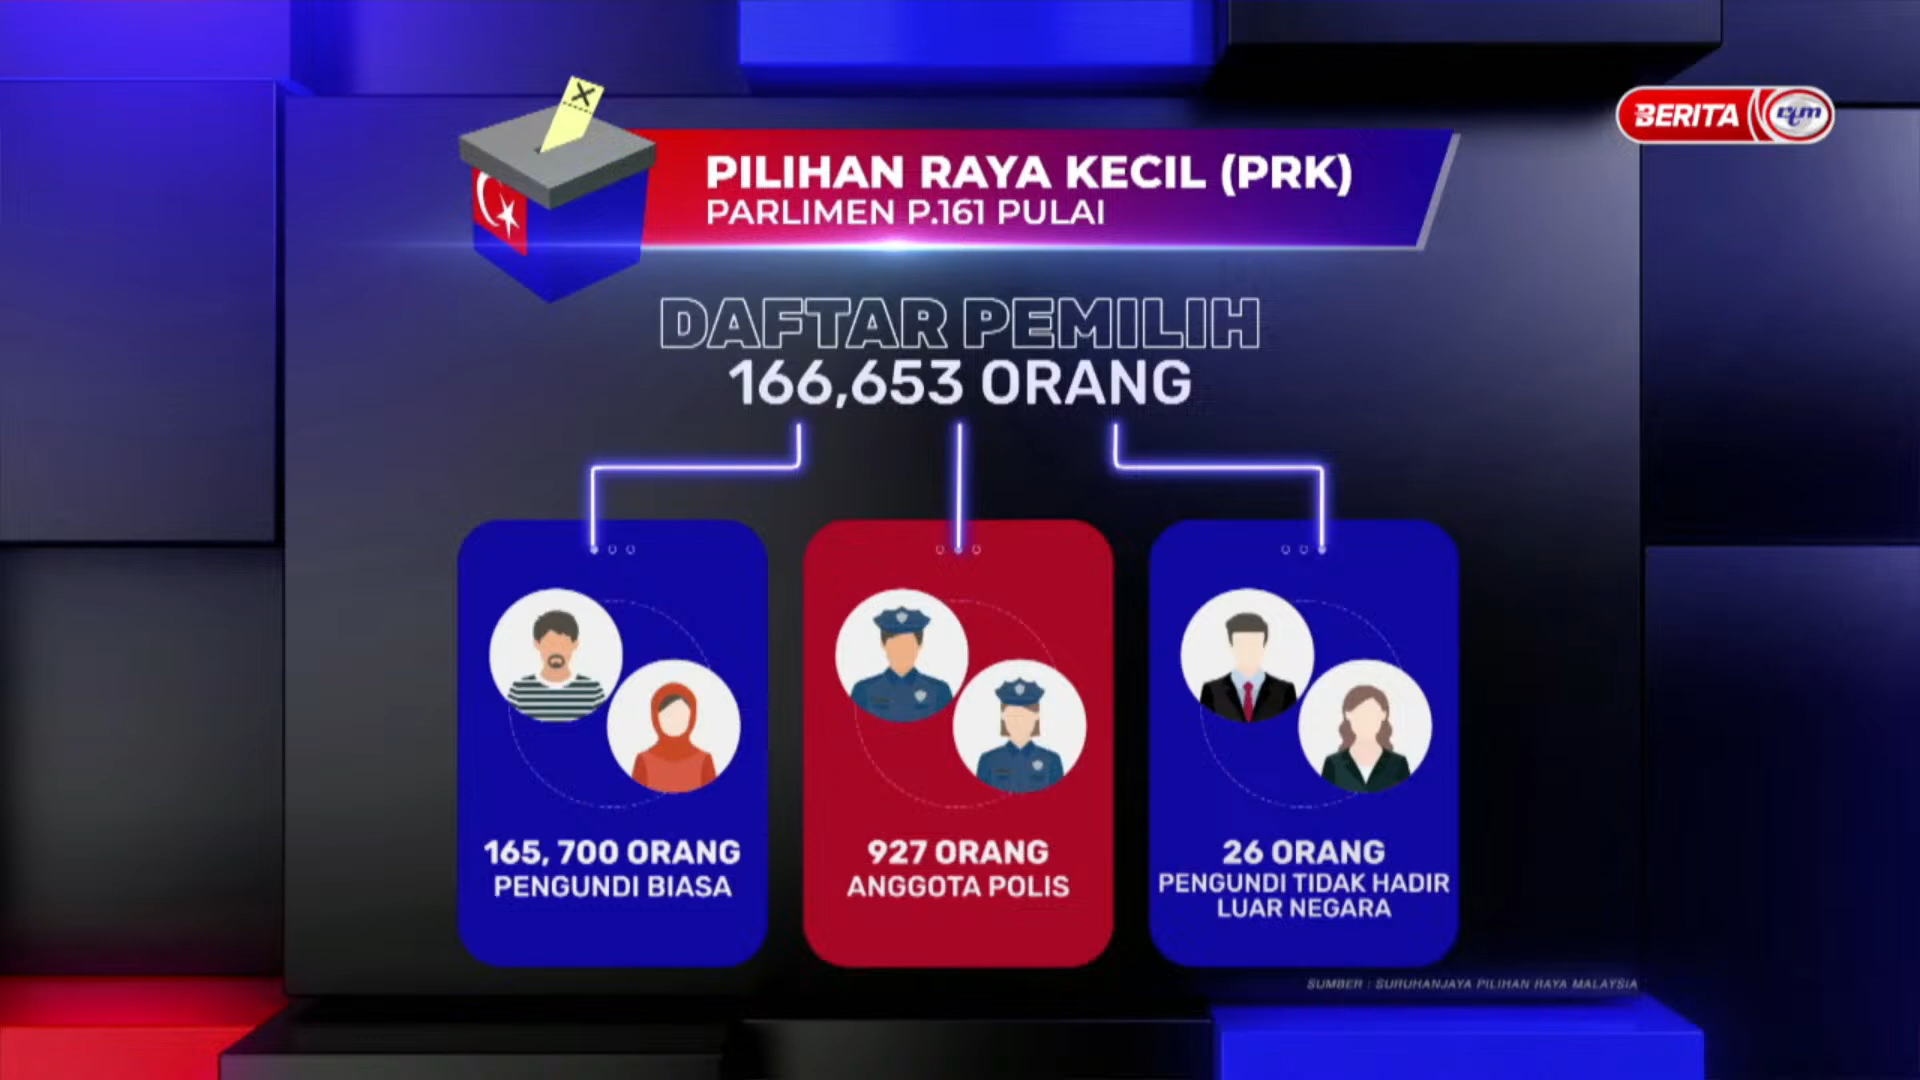 BERITA rtm
PILIHAN RAYA KECIL (PRK)
PARLIMEN P.161 PULAI
DAFTAR PEMILIH
166,653 ORANG
165, 700 ORANG
PENGUNDI BIASA
927 ORANG
ANGGOTA POLIS
26 ORANG
PENGUNDI TIDAK HADIR
LUAR NEGARA
SUMBER : SURUHANJAYA PILIHAN RAYA MALAYSIA